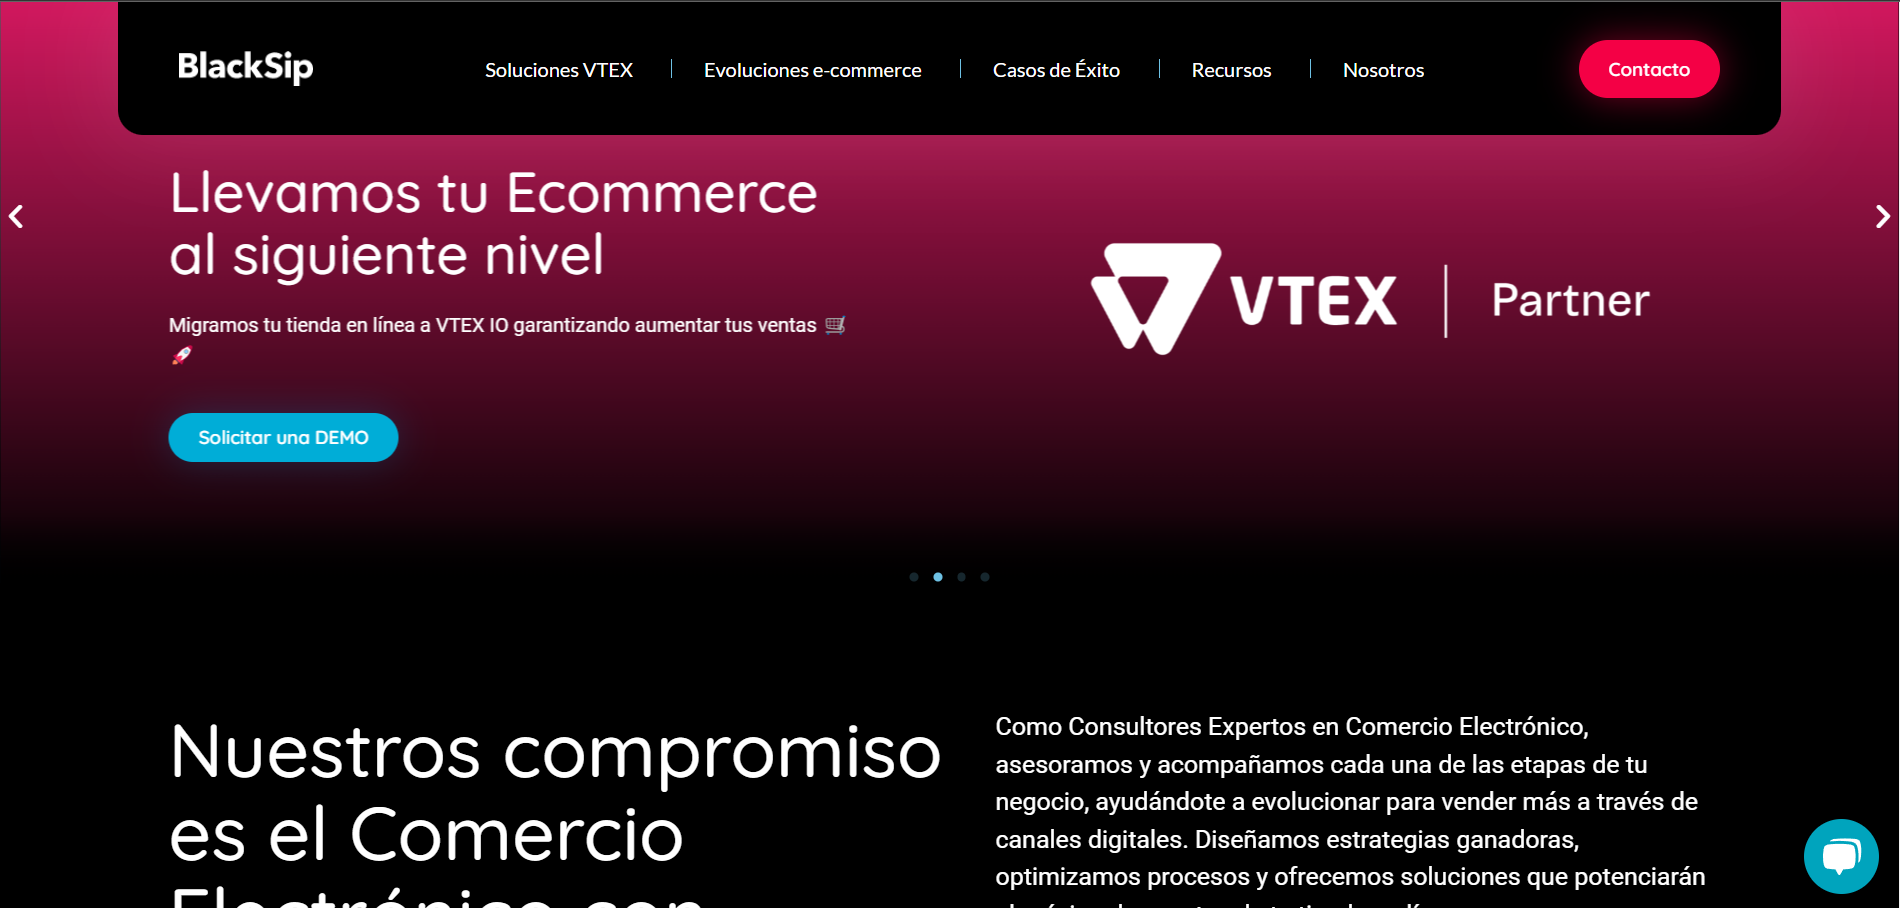 BlackSip
Soluciones VTEX
Evoluciones e-commerce
Casos de Éxito
Recursos
Nosotros
Contacto
Llevamos tu Ecommerce
al siguiente nivel
Migramos tu tienda en línea a VTEX IO garantizando aumentar tus ventas 🛒
🚀
Solicitar una DEMO
VTEX | Partner
Nuestros compromiso
es el Comercio
Electrónico con
Como Consultores Expertos en Comercio Electrónico,
asesoramos y acompañamos cada una de las etapas de tu
negocio, ayudándote a evolucionar para vender más a través de
canales digitales. Diseñamos estrategias ganadoras,
optimizamos procesos y ofrecemos soluciones que potenciarán